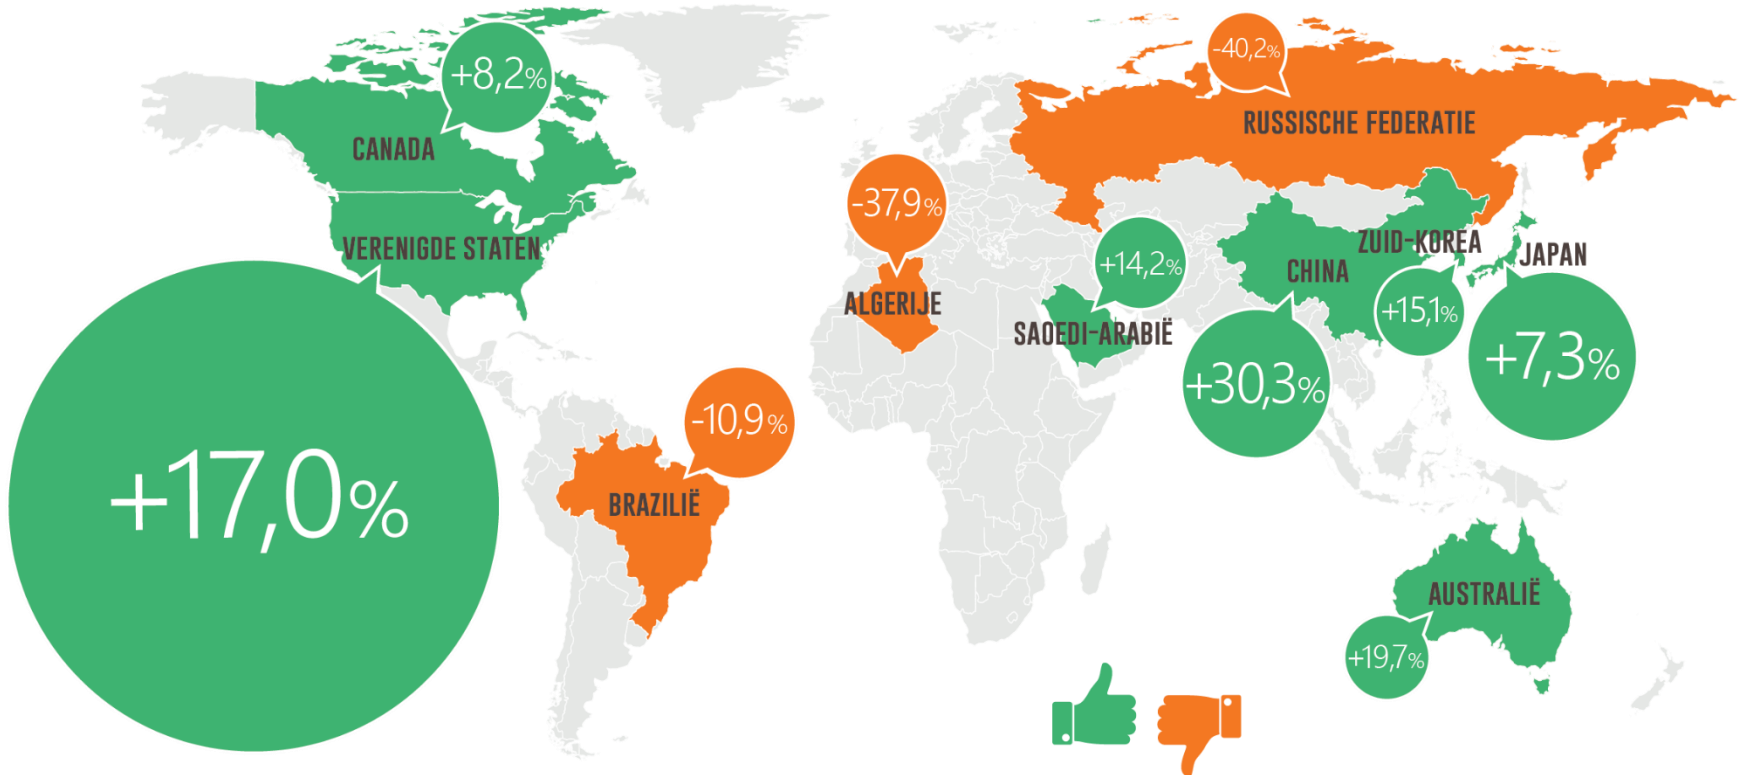 +8,2%
CANADA
VERENIGDE STATEN
+17,0%
-10,9%
BRAZILIË
-37,9%
ALGERIJE
-40,2%
RUSSISCHE FEDERATIE
+14,2%
SAOEDI-ARABIË
CHINA
+30,3%
ZUID-KOREA
+15,1%
JAPAN
+7,3%
AUSTRALIË
+19,7%